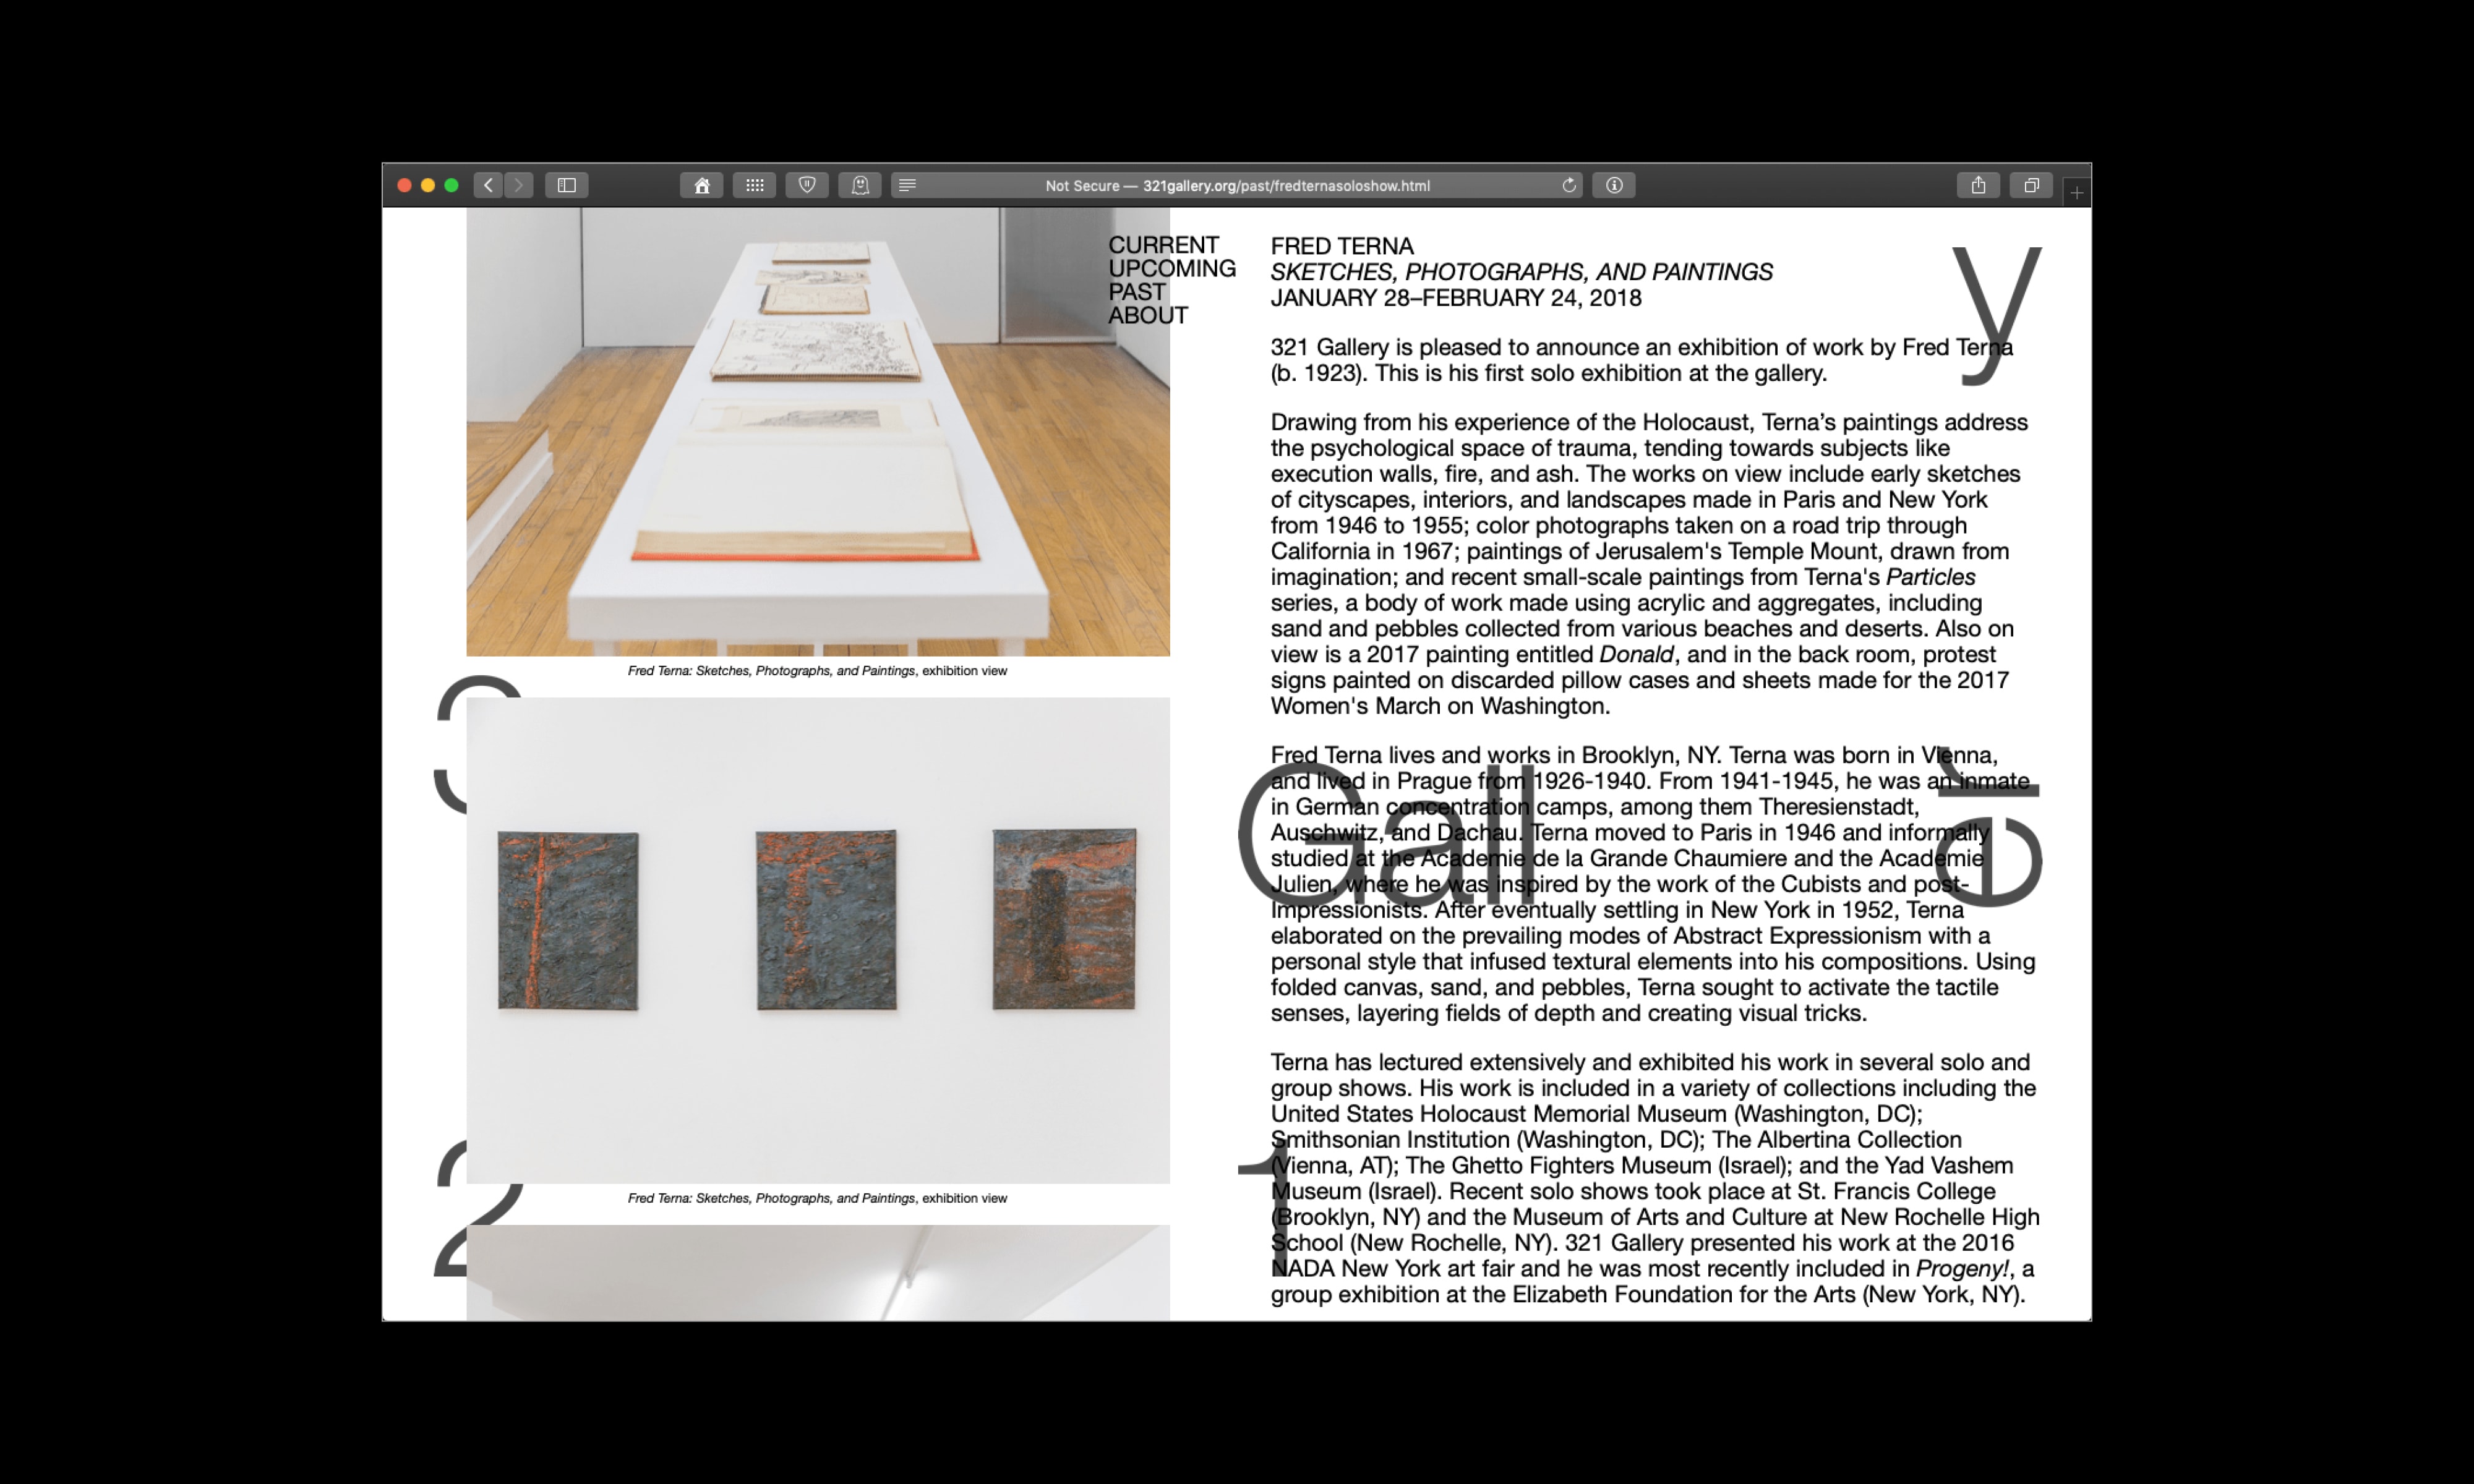 Not Secure — 321gallery.org/past/fredternasoloshow.html
CURRENT
UPCOMING
PAST
ABOUT
Fred Terna: Sketches, Photographs, and Paintings, exhibition view
Fred Terna: Sketches, Photographs, and Paintings, exhibition view
FRED TERNA
SKETCHES, PHOTOGRAPHS, AND PAINTINGS
JANUARY 28–FEBRUARY 24, 2018
321 Gallery is pleased to announce an exhibition of work by Fred Terna
(b. 1923). This is his first solo exhibition at the gallery.
Drawing from his experience of the Holocaust, Terna’s paintings address
the psychological space of trauma, tending towards subjects like
execution walls, fire, and ash. The works on view include early sketches
of cityscapes, interiors, and landscapes made in Paris and New York
from 1946 to 1955; color photographs taken on a road trip through
California in 1967; paintings of Jerusalem's Temple Mount, drawn from
imagination; and recent small-scale paintings from Terna's Particles
series, a body of work made using acrylic and aggregates, including
sand and pebbles collected from various beaches and deserts. Also on
view is a 2017 painting entitled Donald, and in the back room, protest
signs painted on discarded pillow cases and sheets made for the 2017
Women's March on Washington.
Fred Terna lives and works in Brooklyn, NY. Terna was born in Vienna,
and lived in Prague from 1926-1940. From 1941-1945, he was an inmate
in German concentration camps, among them Theresienstadt,
Auschwitz, and Dachau. Terna moved to Paris in 1946 and informally
studied at the Academie de la Grande Chaumiere and the Academie
Julien, where he was inspired by the work of the Cubists and post-
Impressionists. After eventually settling in New York in 1952, Terna
elaborated on the prevailing modes of Abstract Expressionism with a
personal style that infused textural elements into his compositions. Using
folded canvas, sand, and pebbles, Terna sought to activate the tactile
senses, layering fields of depth and creating visual tricks.
Terna has lectured extensively and exhibited his work in several solo and
group shows. His work is included in a variety of collections including the
United States Holocaust Memorial Museum (Washington, DC);
Smithsonian Institution (Washington, DC); The Albertina Collection
(Vienna, AT); The Ghetto Fighters Museum (Israel); and the Yad Vashem
Museum (Israel). Recent solo shows took place at St. Francis College
(Brooklyn, NY) and the Museum of Arts and Culture at New Rochelle High
School (New Rochelle, NY). 321 Gallery presented his work at the 2016
NADA New York art fair and he was most recently included in Progeny!, a
group exhibition at the Elizabeth Foundation for the Arts (New York, NY).
3
2
1
Gall
y